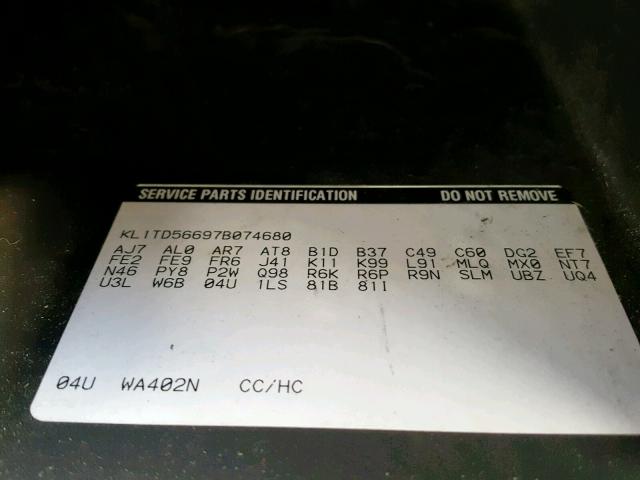 SERVICE PARTS IDENTIFICATION DO NOT REMOVE
KL1TD56697B074680
AJ7 AL0 AR7 AT8 B1D B37 C49 C60 DG2 EF7
FE2 FE9 FR6 J41 K11 K99 L91 MLQ MX0 NT7
N46 PY8 P2W Q98 R6K R6P R9N SLM UBZ UQ4
U3L W6B 04U 1LS 81B 81I
04U WA402N CC/HC